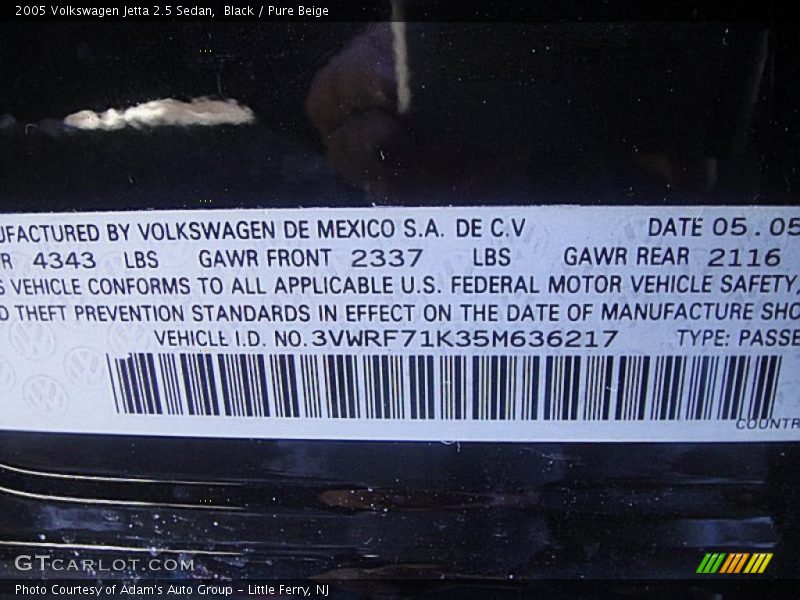 2005 Volkswagen Jetta 2.5 Sedan, Black / Pure Beige
UFACTURED BY VOLKSWAGEN DE MEXICO S.A. DE C.V DATE 05.05
R 4343 LBS GAWR FRONT 2337 LBS GAWR REAR 2116
S VEHICLE CONFORMS TO ALL APPLICABLE U.S. FEDERAL MOTOR VEHICLE SAFETY,
D THEFT PREVENTION STANDARDS IN EFFECT ON THE DATE OF MANUFACTURE SHO
VEHICLE I.D. NO.3VWRF71K35M636217 TYPE: PASSE
COUNTR
GTCARLOT.COM
Photo Courtesy of Adam's Auto Group - Little Ferry, NJ